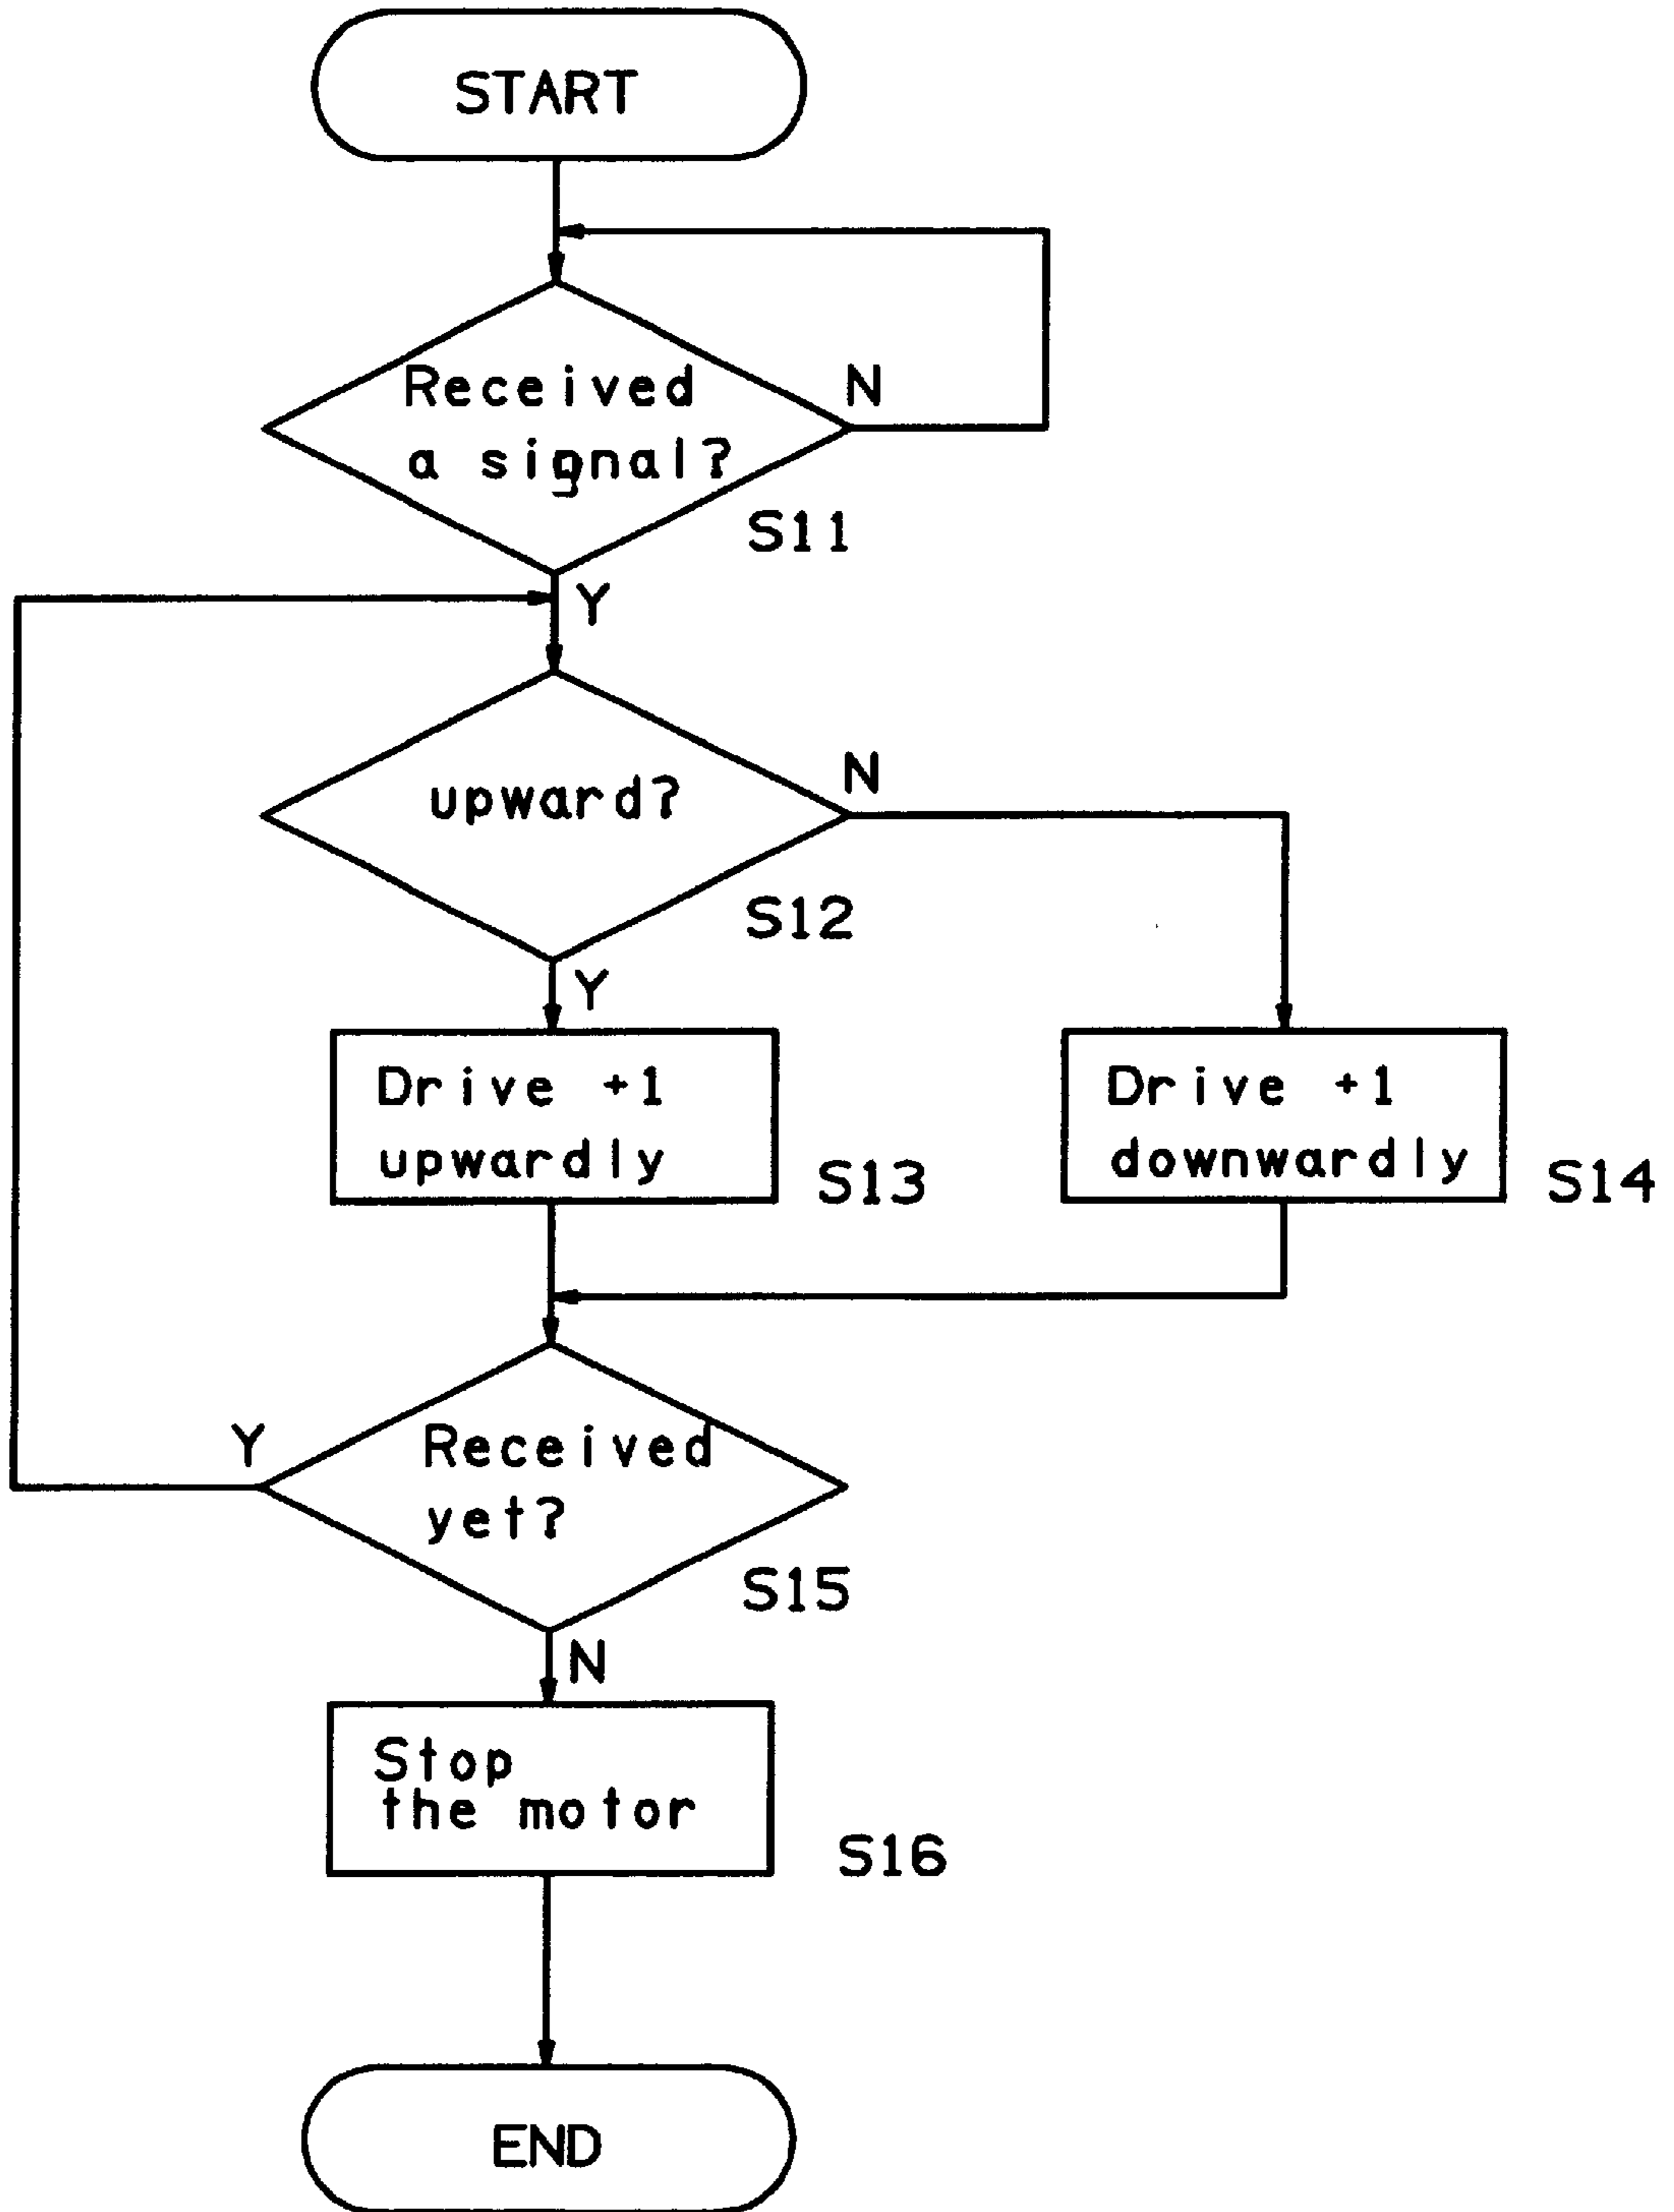 START
Received
a signal?
N
S11
Y
upward?
N
S12
Y
Drive +1
upwardly
S13
Drive +1
downwardly
S14
Received
yet?
Y
S15
N
Stop
the motor
S16
END